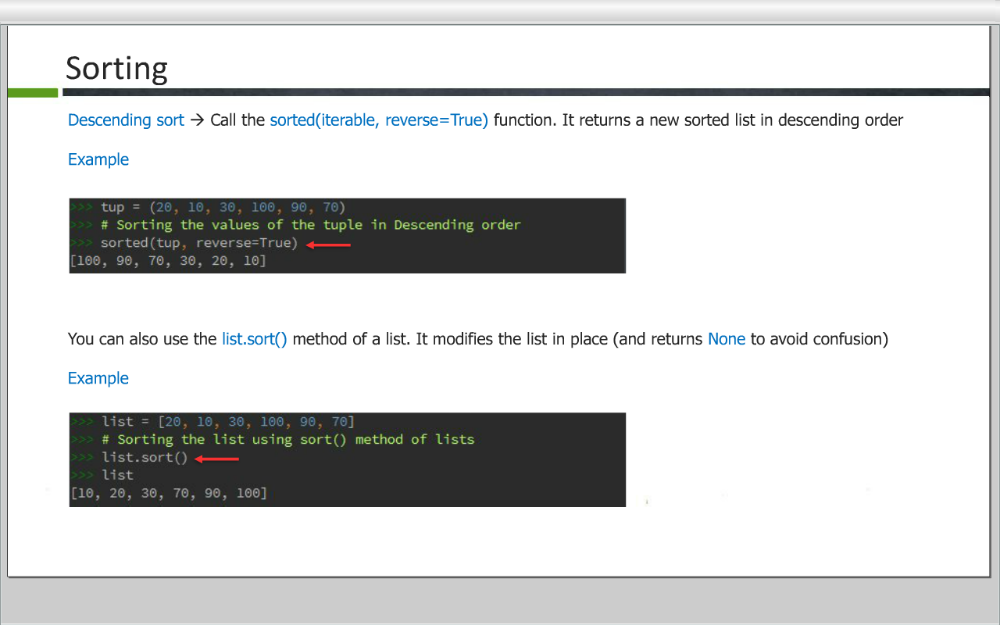 Sorting
Descending sort → Call the sorted(iterable, reverse=True) function. It returns a new sorted list in descending order
Example
>>> tup = (20, 10, 30, 100, 90, 70)
>>> # Sorting the values of the tuple in Descending order
>>> sorted(tup, reverse=True)
[100, 90, 70, 30, 20, 10]
You can also use the list.sort() method of a list. It modifies the list in place (and returns None to avoid confusion)
Example
>>> list = [20, 10, 30, 100, 90, 70]
>>> # Sorting the list using sort() method of lists
>>> list.sort()
>>> list
[10, 20, 30, 70, 90, 100]